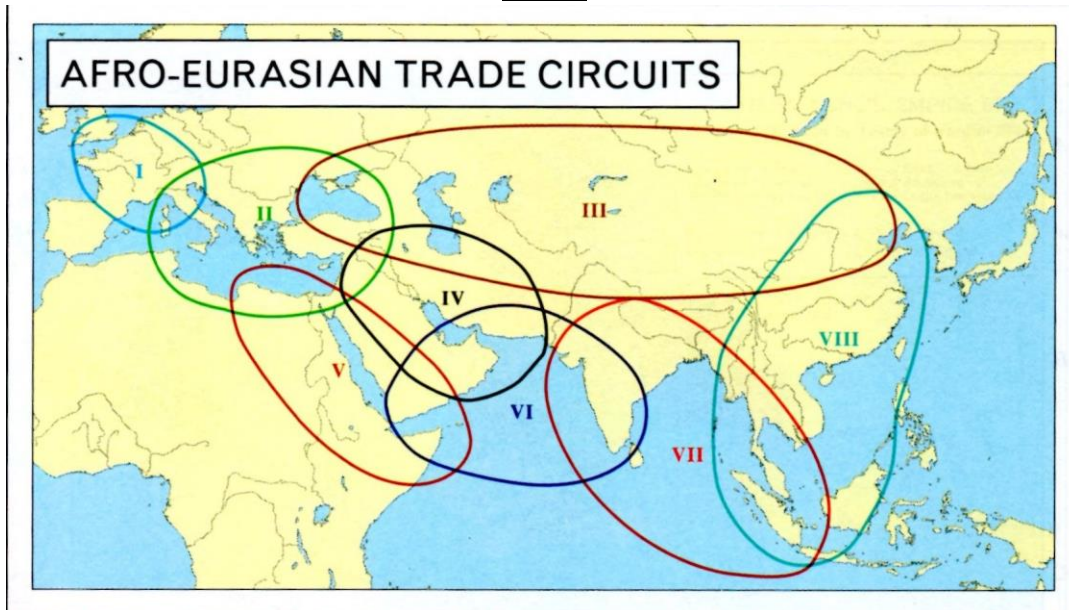 AFRO-EURASIAN TRADE CIRCUITS
I
II
III
IV
V
VI
VII
VIII